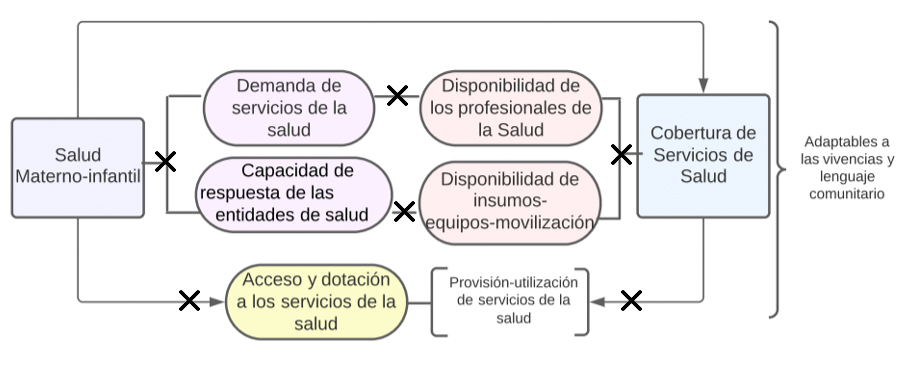 Salud
Materno-infantil
Demanda de
servicios de la
salud
Capacidad de
respuesta de las
entidades de salud
Disponibilidad de
los profesionales de
la Salud
Disponibilidad de
insumos-
equipos-movilización
Cobertura de
Servicios de
Salud
Adaptables a
las vivencias y
lenguaje
comunitario
Acceso y dotación
a los servicios de la
salud
Provisión-utilización
de servicios de la
salud